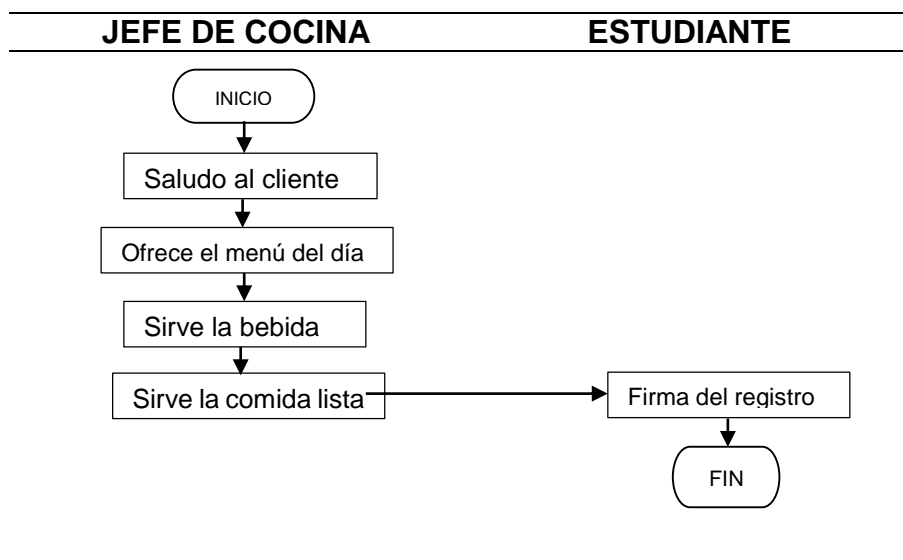 JEFE DE COCINA ESTUDIANTE
INICIO
Saludo al cliente
Ofrece el menú del día
Sirve la bebida
Sirve la comida lista
Firma del registro
FIN